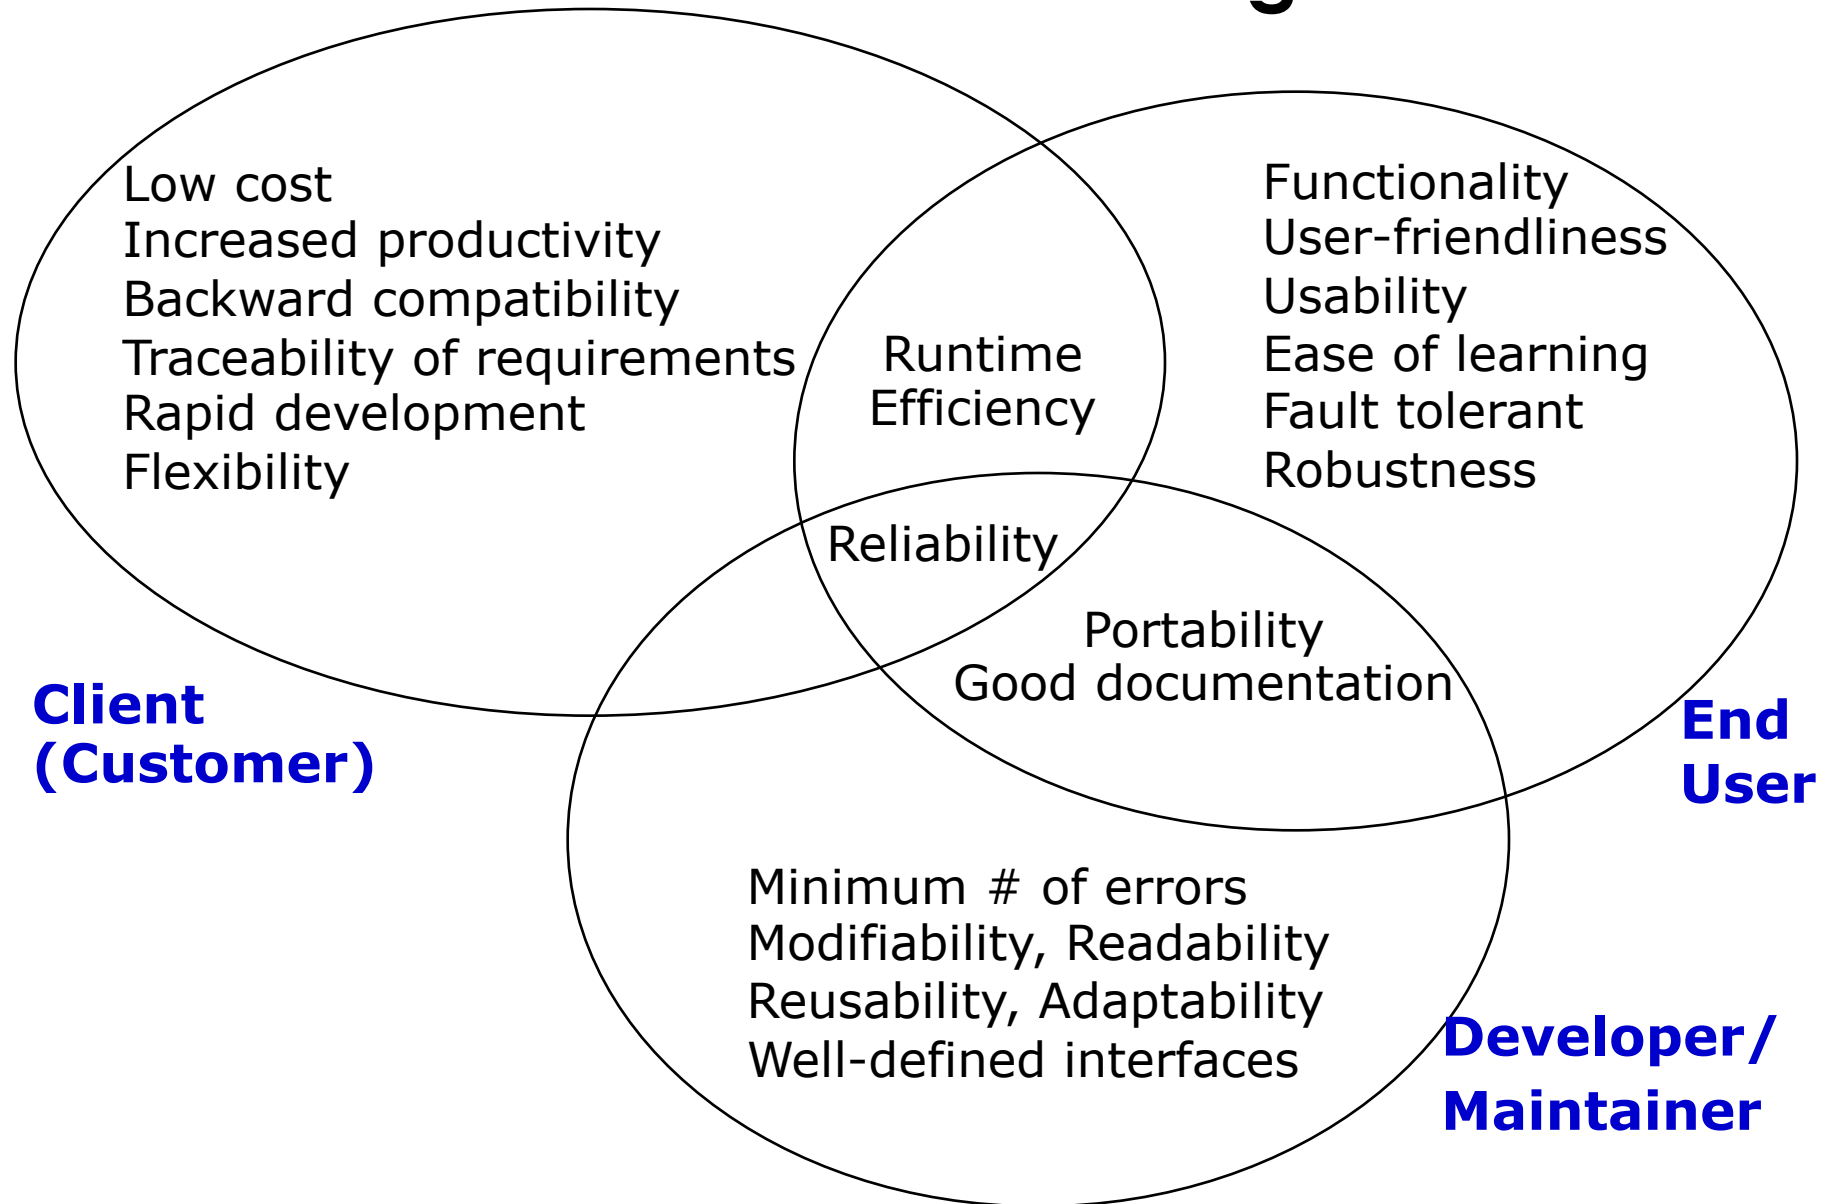 Low cost
Increased productivity
Backward compatibility
Traceability of requirements
Rapid development
Flexibility
Runtime
Efficiency
Functionality
User-friendliness
Usability
Ease of learning
Fault tolerant
Robustness
Reliability
Portability
Good documentation
Client
(Customer)
End
User
Minimum # of errors
Modifiability, Readability
Reusability, Adaptability
Well-defined interfaces
Developer/
Maintainer